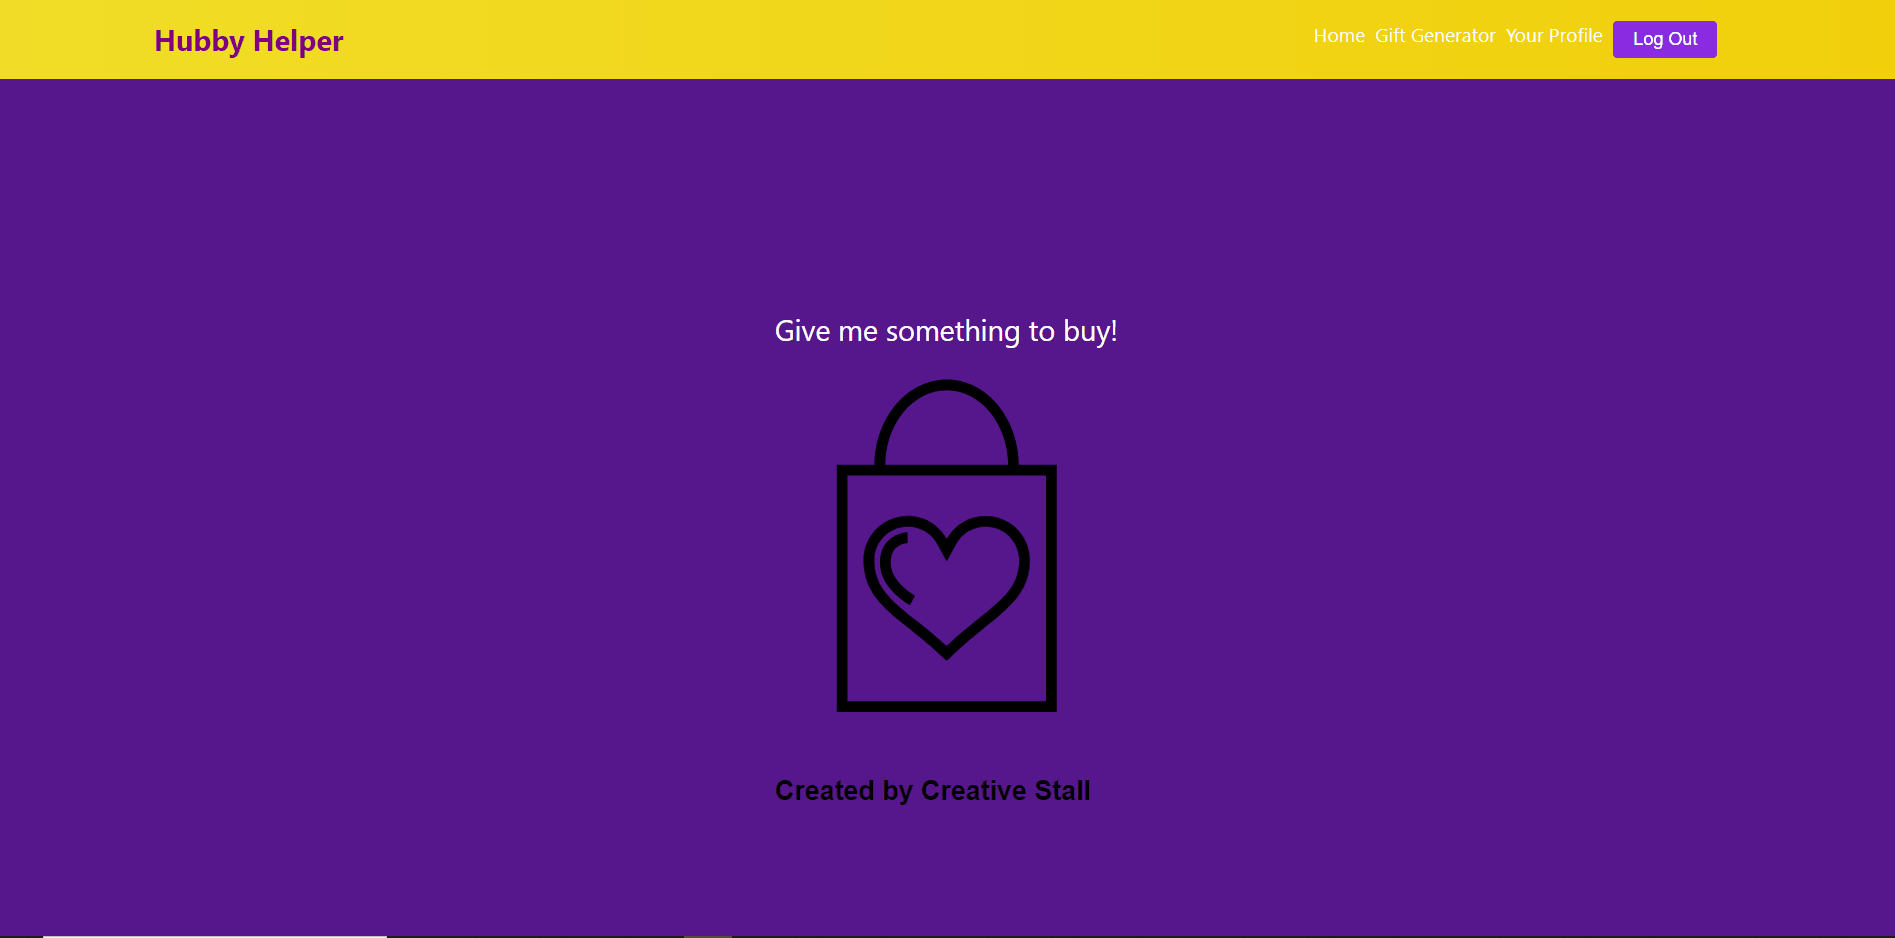 Hubby Helper
Home Gift Generator Your Profile Log Out
Give me something to buy!
Created by Creative Stall